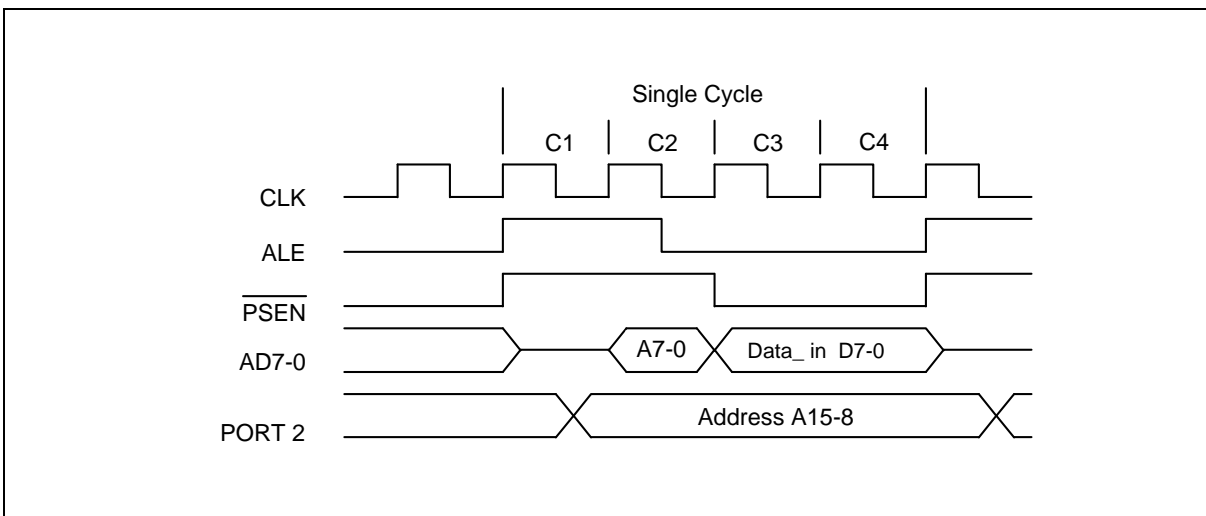 Single Cycle
C1 C2 C3 C4
CLK
ALE
PSEN
AD7-0 A7-0 Data_ in D7-0
PORT 2 Address A15-8